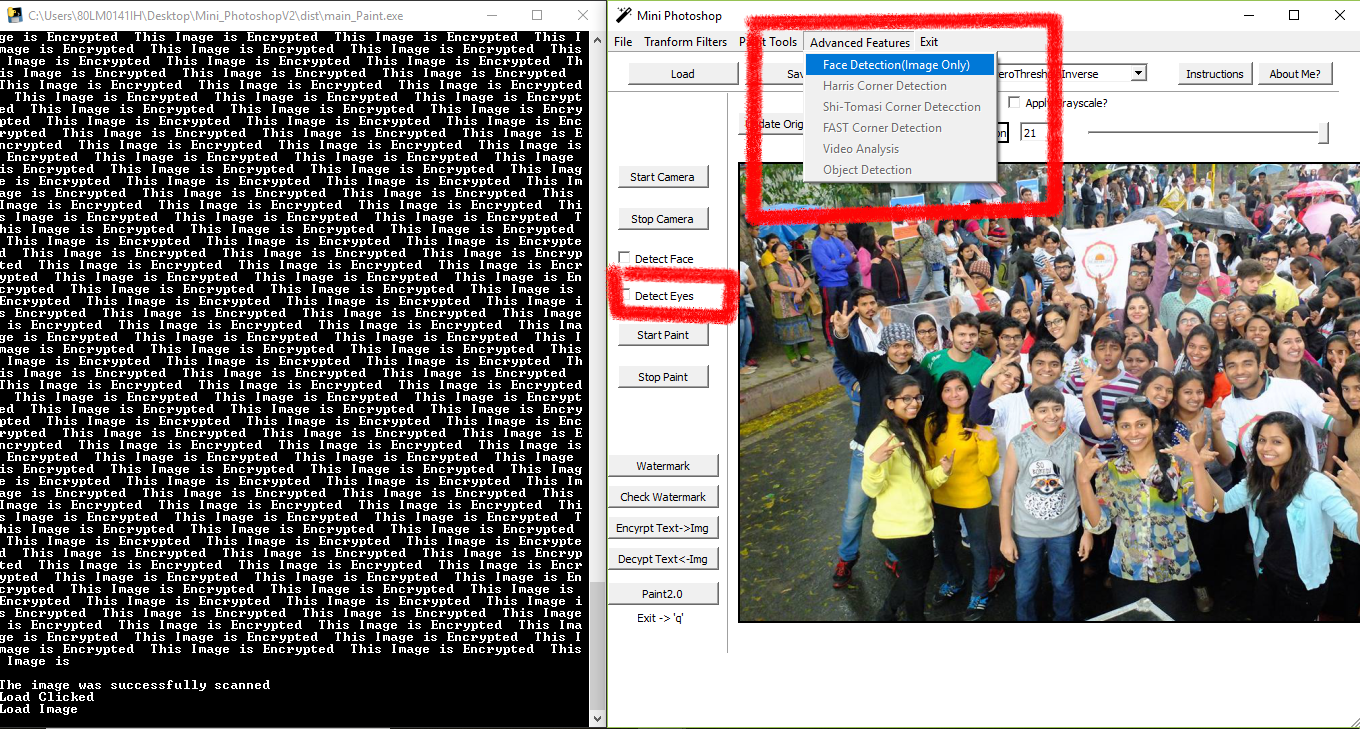 C:\Users\80LM0141IH\Desktop\Mini_PhotoshopV2\dist\main_Paint.exe
ge is Encrypted  This Image is Encrypted  This Image is Encrypted  This I
mage is Encrypted  This Image is Encrypted  This Image is Encrypted  This
 Image is Encrypted  This Image is Encrypted  This Image is Encrypted  Th
is Image is Encrypted  This Image is Encrypted  This Image is Encrypted
This Image is Encrypted  This Image is Encrypted  This Image is Encrypted
  This Image is Encrypted  This Image is Encrypted  This Image is Encrypt
ed  This Image is Encrypted  This Image is Encrypted  This Image is Encry
pted  This Image is Encrypted  This Image is Encrypted  This Image is Enc
rypted  This Image is Encrypted  This Image is Encrypted  This Image is E
ncrypted  This Image is Encrypted  This Image is Encrypted  This Image is
 Encrypted  This Image is Encrypted  This Image is Encrypted  This Image
is Encrypted  This Image is Encrypted  This Image is Encrypted  This Imag
e is Encrypted  This Image is Encrypted  This Image is Encrypted  This Im
age is Encrypted  This Image is Encrypted  This Image is Encrypted  This
Image is Encrypted  This Image is Encrypted  This Image is Encrypted  Thi
s Image is Encrypted  This Image is Encrypted  This Image is Encrypted  T
his Image is Encrypted  This Image is Encrypted  This Image is Encrypted
 This Image is Encrypted  This Image is Encrypted  This Image is Encrypte
d  This Image is Encrypted  This Image is Encrypted  This Image is Encryp
ted  This Image is Encrypted  This Image is Encrypted  This Image is Encr
ypted  This Image is Encrypted  This Image is Encrypted  This Image is En
crypted  This Image is Encrypted  This Image is Encrypted  This Image is
Encrypted  This Image is Encrypted  This Image is Encrypted  This Image i
s Encrypted  This Image is Encrypted  This Image is Encrypted  This Image
 is Encrypted  This Image is Encrypted  This Image is Encrypted  This Ima
ge is Encrypted  This Image is Encrypted  This Image is Encrypted  This I
mage is Encrypted  This Image is Encrypted  This Image is Encrypted  This
 Image is Encrypted  This Image is Encrypted  This Image is Encrypted  Th
is Image is Encrypted  This Image is Encrypted  This Image is Encrypted
This Image is Encrypted  This Image is Encrypted  This Image is Encrypted
  This Image is Encrypted  This Image is Encrypted  This Image is Encrypt
ed  This Image is Encrypted  This Image is Encrypted  This Image is Encry
pted  This Image is Encrypted  This Image is Encrypted  This Image is Enc
rypted  This Image is Encrypted  This Image is Encrypted  This Image is E
ncrypted  This Image is Encrypted  This Image is Encrypted  This Image is
 Encrypted  This Image is Encrypted  This Image is Encrypted  This Image
is Encrypted  This Image is Encrypted  This Image is Encrypted  This Imag
e is Encrypted  This Image is Encrypted  This Image is Encrypted  This Im
age is Encrypted  This Image is Encrypted  This Image is Encrypted  This
Image is Encrypted  This Image is Encrypted  This Image is Encrypted  Thi
s Image is Encrypted  This Image is Encrypted  This Image is Encrypted  T
his Image is Encrypted  This Image is Encrypted  This Image is Encrypted
 This Image is Encrypted  This Image is Encrypted  This Image is Encrypte
d  This Image is Encrypted  This Image is Encrypted  This Image is Encryp
ted  This Image is Encrypted  This Image is Encrypted  This Image is Encr
ypted  This Image is Encrypted  This Image is Encrypted  This Image is En
crypted  This Image is Encrypted  This Image is Encrypted  This Image is
Encrypted  This Image is Encrypted  This Image is Encrypted  This Image i
s Encrypted  This Image is Encrypted  This Image is Encrypted  This Image
 is Encrypted  This Image is Encrypted  This Image is Encrypted  This Ima
ge is Encrypted  This Image is Encrypted  This Image is Encrypted  This I
mage is Encrypted  This Image is Encrypted  This Image is Encrypted  This
 Image is
The image was successfully scanned
Load Clicked
Load Image
Mini Photoshop
File Tranform Filters Paint Tools Advanced Features Exit
Face Detection(Image Only)
Harris Corner Detection
Shi-Tomasi Corner Detecction
FAST Corner Detection
Video Analysis
Object Detection
Load Sav eroThresholdInverse Instructions About Me?
Apply Grayscale?
date Orig on 21
Start Camera
Stop Camera
Detect Face
Detect Eyes
Start Paint
Stop Paint
Watermark
Check Watermark
Encyrpt Text->Img
Decypt Text<-Img
Paint2.0
Exit -> 'q'